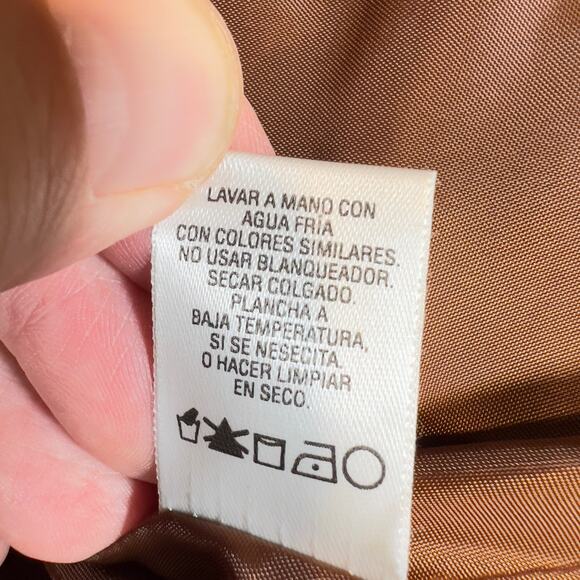 LAVAR A MANO CON
AGUA FRÍA
CON COLORES SIMILARES.
NO USAR BLANQUEADOR.
SECAR COLGADO.
PLANCHA A
BAJA TEMPERATURA,
SI SE NESECITA.
O HACER LIMPIAR
EN SECO.